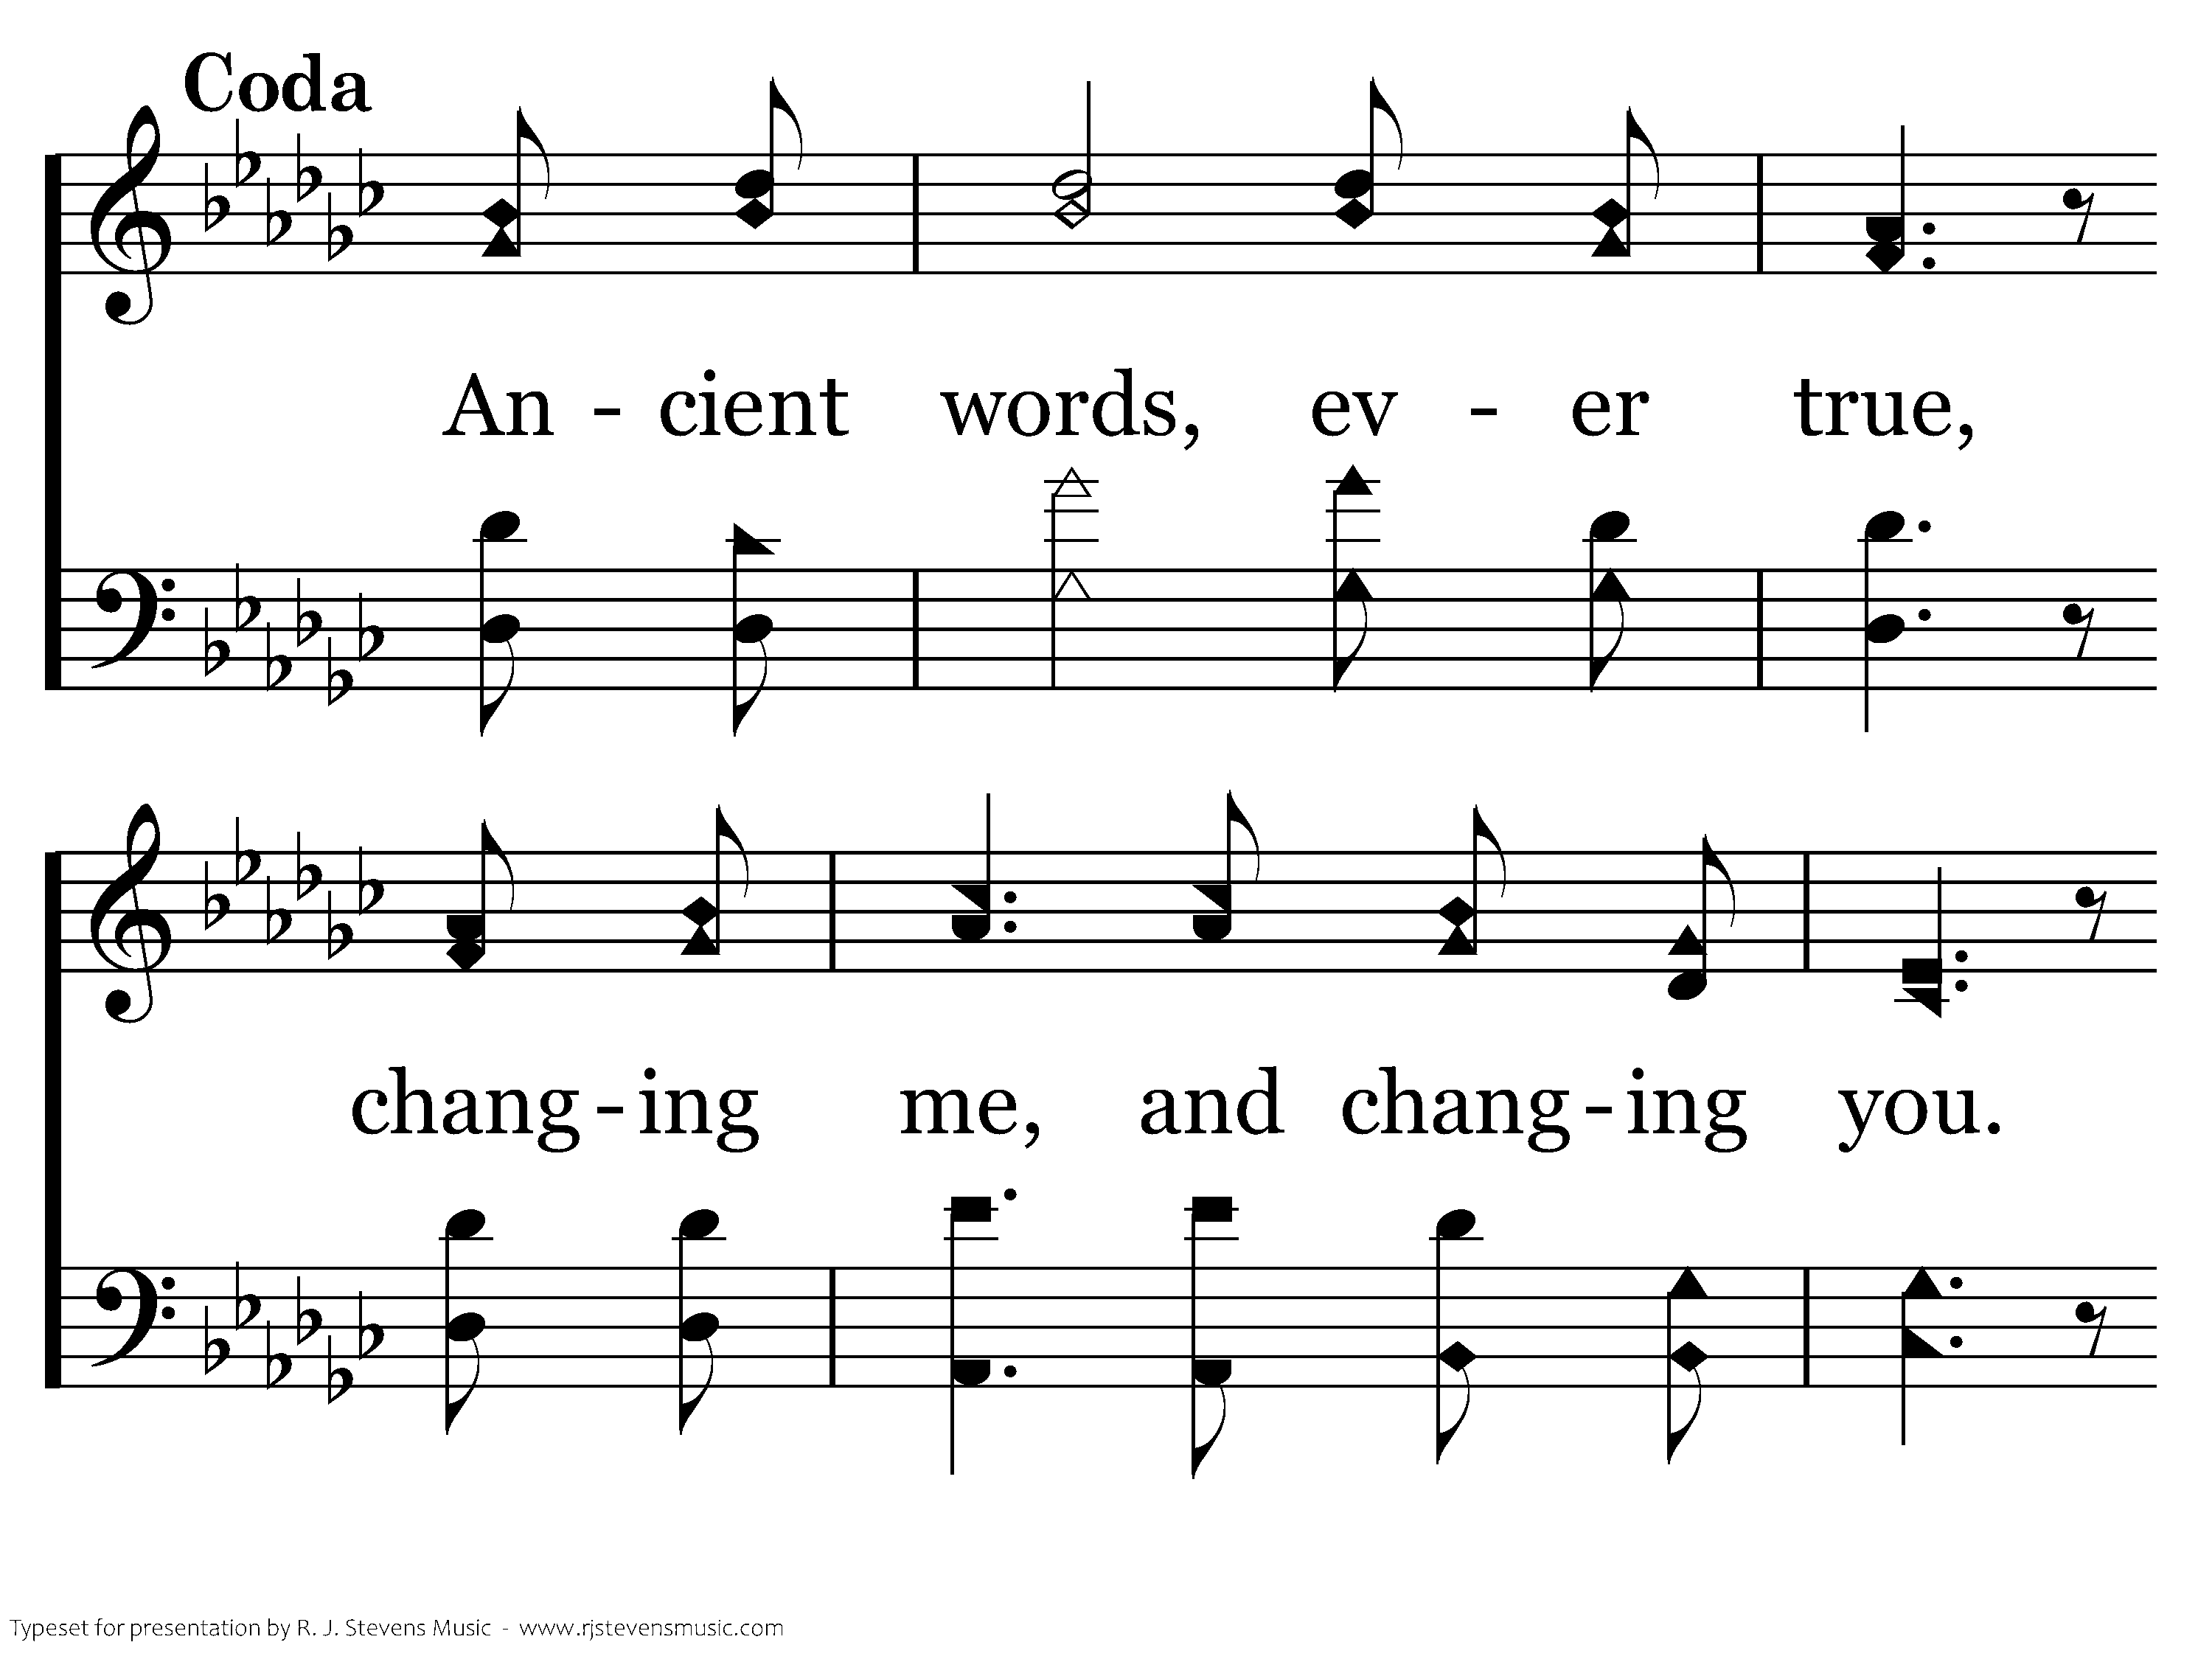 Coda
An - cient words, ev - er true,
chang - ing me, and chang - ing you.
Typeset for presentation by R. J. Stevens Music - www.rjstevensmusic.com